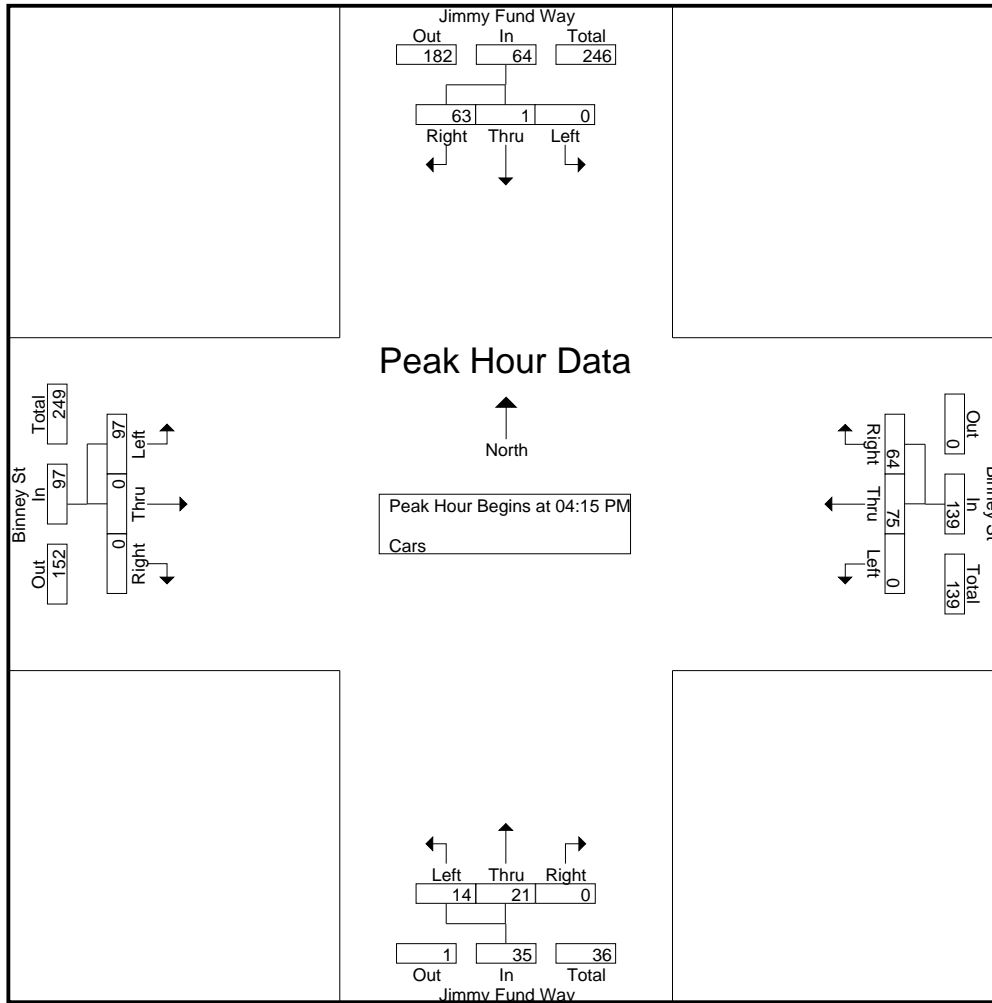 Jimmy Fund Way
Out In Total
182 64 246
63 1 0
Right Thru Left
Peak Hour Data
North
Peak Hour Begins at 04:15 PM
Cars
Binney St
Total In Out
249 97 152
97 0 0
Left Thru Right
Right Thru Left
64 75 0
0 139 139
Out In Total
Binney St
Left Thru Right
14 21 0
1 35 36
Out In Total
Jimmy Fund Way